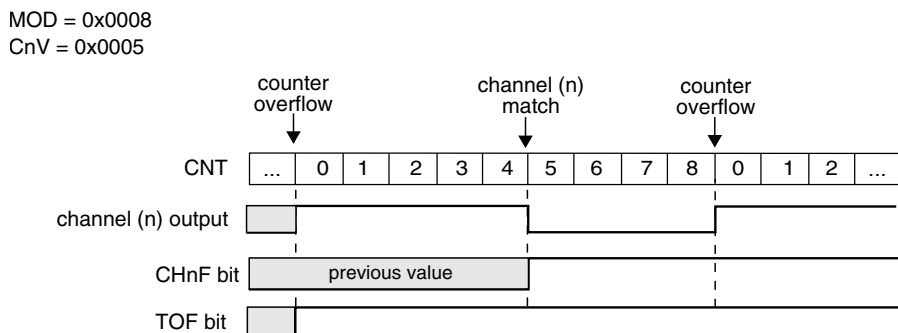 MOD = 0x0008
CnV = 0x0005
counter
overflow
channel (n)
match
counter
overflow
CNT ... 0 1 2 3 4 5 6 7 8 0 1 2 ...
channel (n) output
CHnF bit previous value
TOF bit